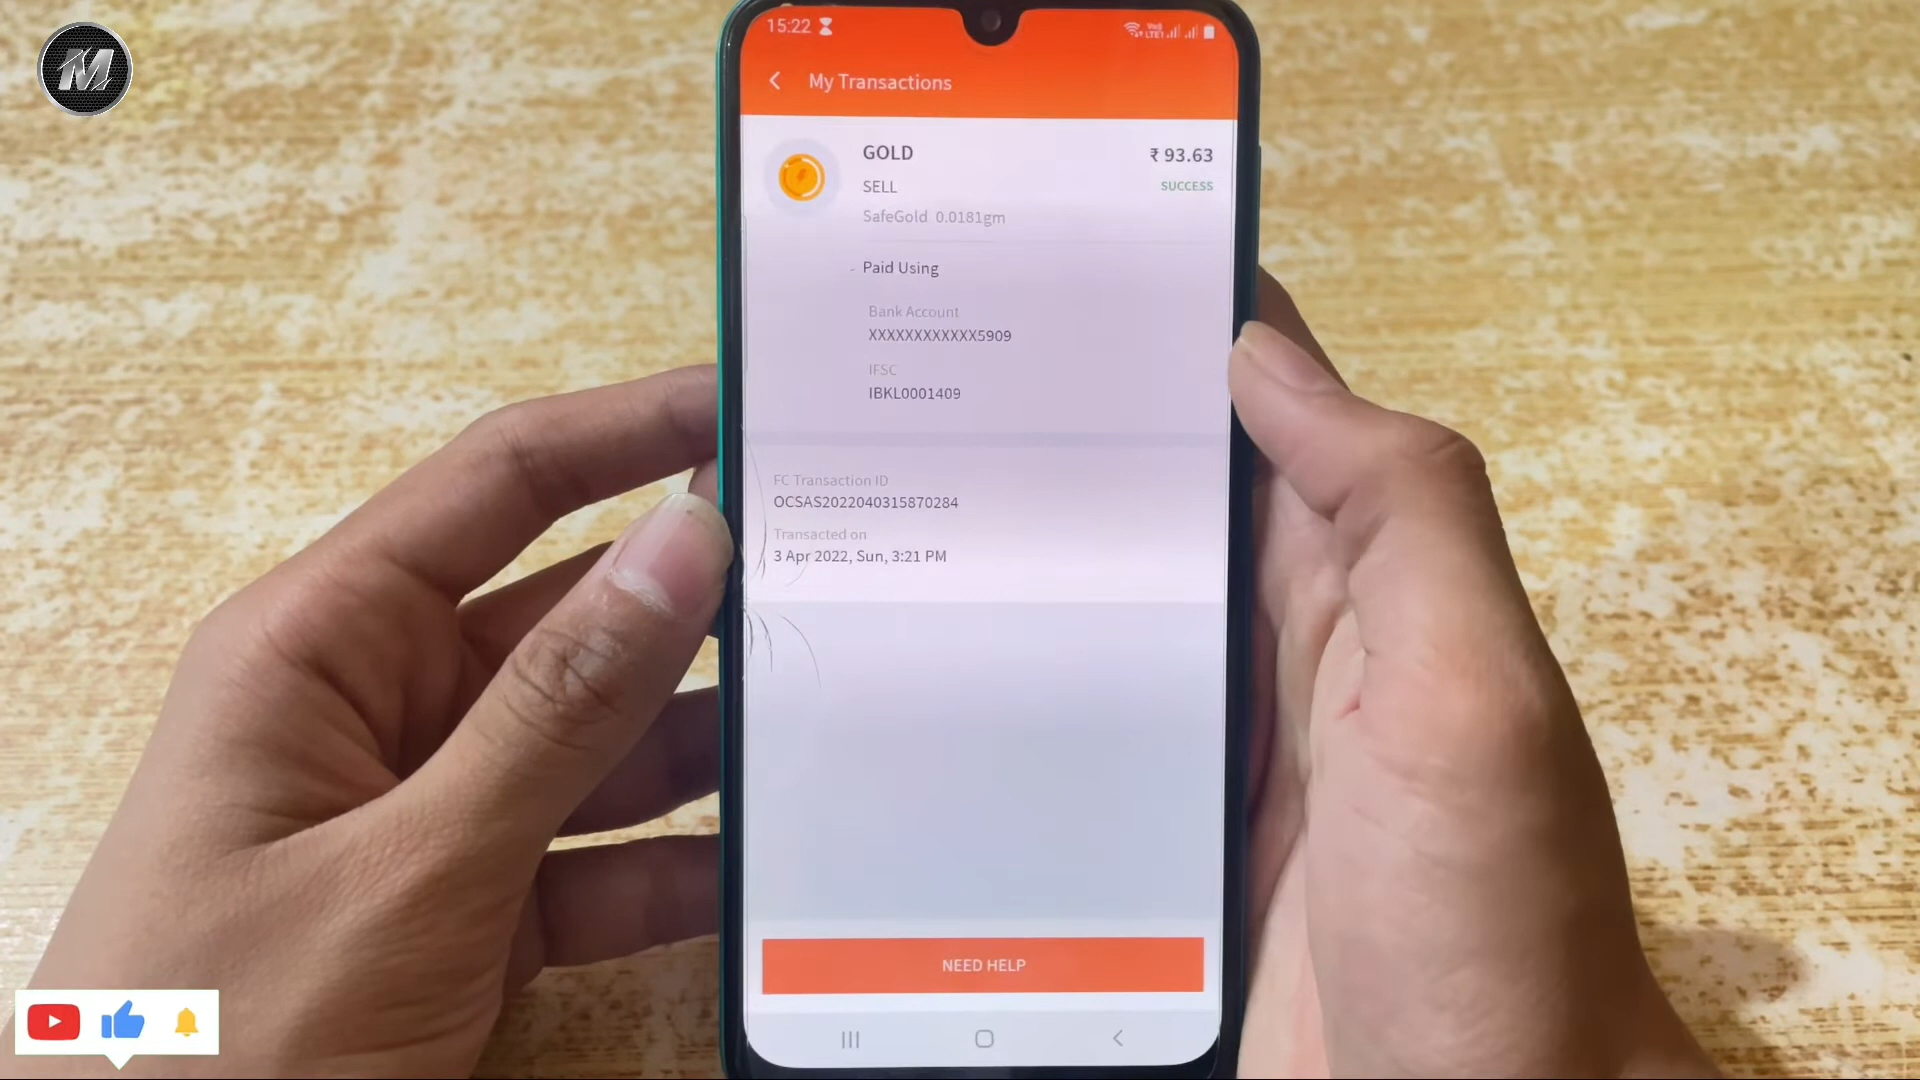 M
15:22
My Transactions
GOLD
₹ 93.63
SELL
SUCCESS
SafeGold 0.0181gm
Paid Using
Bank Account
XXXXXXXXXXXX5909
IFSC
IBKL0001409
FC Transaction ID
OCSAS2022040315870284
Transacted on
3 Apr 2022, Sun, 3:21 PM
NEED HELP